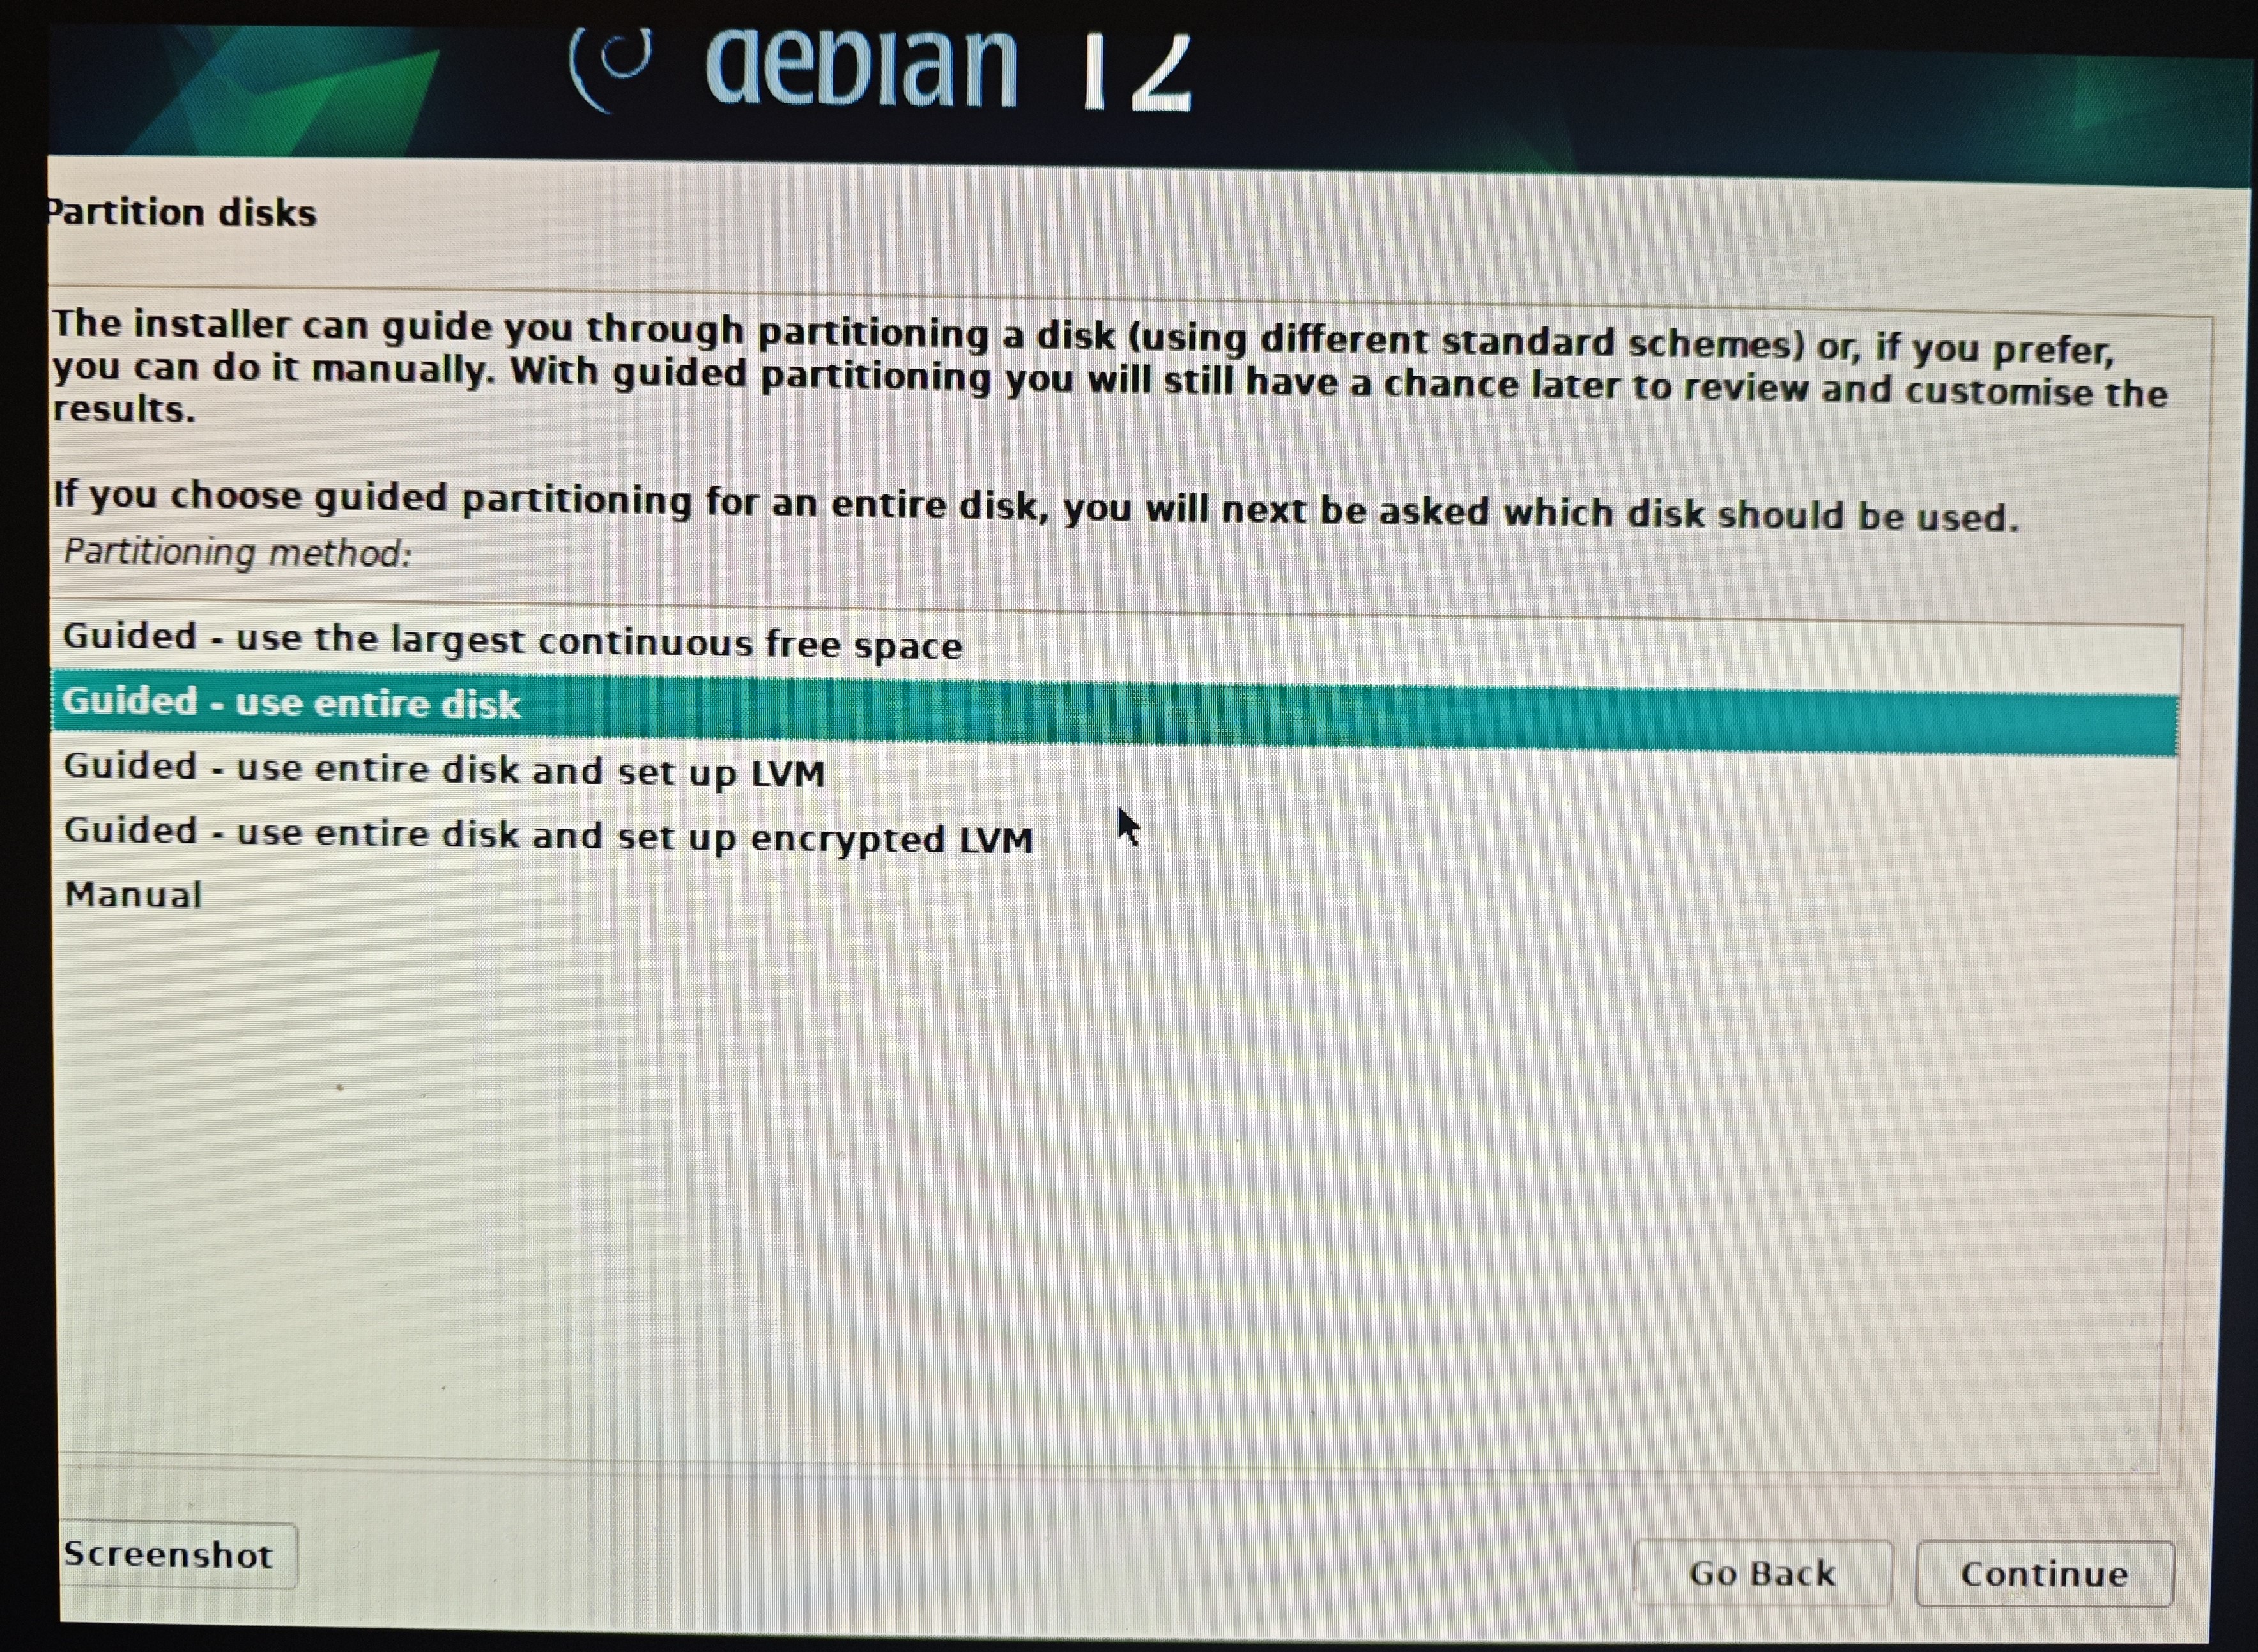 debian 12
Partition disks
The installer can guide you through partitioning a disk (using different standard schemes) or, if you prefer,
you can do it manually. With guided partitioning you will still have a chance later to review and customise the
results.
If you choose guided partitioning for an entire disk, you will next be asked which disk should be used.
Partitioning method:
Guided - use the largest continuous free space
Guided - use entire disk
Guided - use entire disk and set up LVM
Guided - use entire disk and set up encrypted LVM
Manual
Screenshot
Go Back
Continue